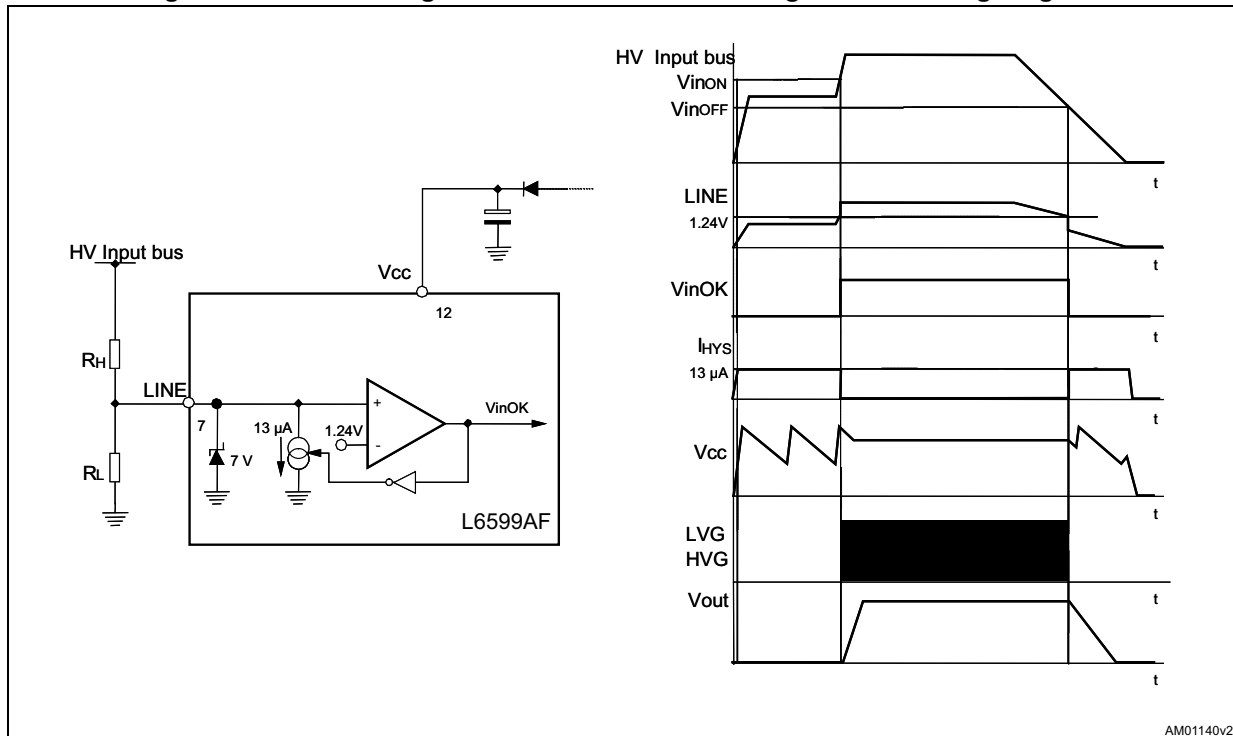 HV Input bus
Vcc
12
RH
LINE
7
RL
7 V
13 µA
1.24V
+
-
VinOK
L6599AF
HV Input bus
VinON
VinOFF
t
LINE
1.24V
t
VinOK
t
IHYS
13 µA
t
Vcc
t
LVG
HVG
t
Vout
t
AM01140v2